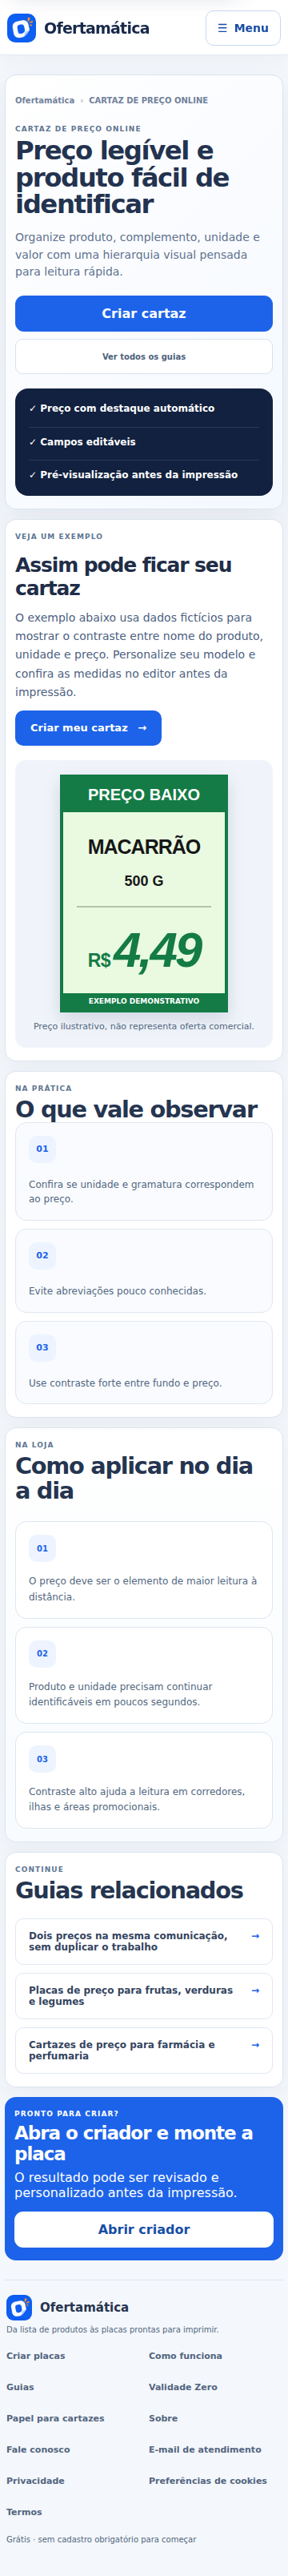 Ofertamática
☰ Menu
Ofertamática › CARTAZ DE PREÇO ONLINE
CARTAZ DE PREÇO ONLINE
Preço legível e
produto fácil de
identificar
Organize produto, complemento, unidade e
valor com uma hierarquia visual pensada
para leitura rápida.
Criar cartaz
Ver todos os guias
✓ Preço com destaque automático
✓ Campos editáveis
✓ Pré-visualização antes da impressão
VEJA UM EXEMPLO
Assim pode ficar seu
cartaz
O exemplo abaixo usa dados fictícios para
mostrar o contraste entre nome do produto,
unidade e preço. Personalize seu modelo e
confira as medidas no editor antes da
impressão.
Criar meu cartaz →
PREÇO BAIXO
MACARRÃO
500 G
R$ 4,49
EXEMPLO DEMONSTRATIVO
Preço ilustrativo, não representa oferta comercial.
NA PRÁTICA
O que vale observar
01
Confira se unidade e gramatura correspondem
ao preço.
02
Evite abreviações pouco conhecidas.
03
Use contraste forte entre fundo e preço.
NA LOJA
Como aplicar no dia
a dia
01
O preço deve ser o elemento de maior leitura à
distância.
02
Produto e unidade precisam continuar
identificáveis em poucos segundos.
03
Contraste alto ajuda a leitura em corredores,
ilhas e áreas promocionais.
CONTINUE
Guias relacionados
Dois preços na mesma comunicação,
sem duplicar o trabalho →
Placas de preço para frutas, verduras
e legumes →
Cartazes de preço para farmácia e
perfumaria →
PRONTO PARA CRIAR?
Abra o criador e monte a
placa
O resultado pode ser revisado e
personalizado antes da impressão.
Abrir criador
Ofertamática
Da lista de produtos às placas prontas para imprimir.
Criar placas
Como funciona
Guias
Validade Zero
Papel para cartazes
Sobre
Fale conosco
E-mail de atendimento
Privacidade
Preferências de cookies
Termos
Grátis · sem cadastro obrigatório para começar